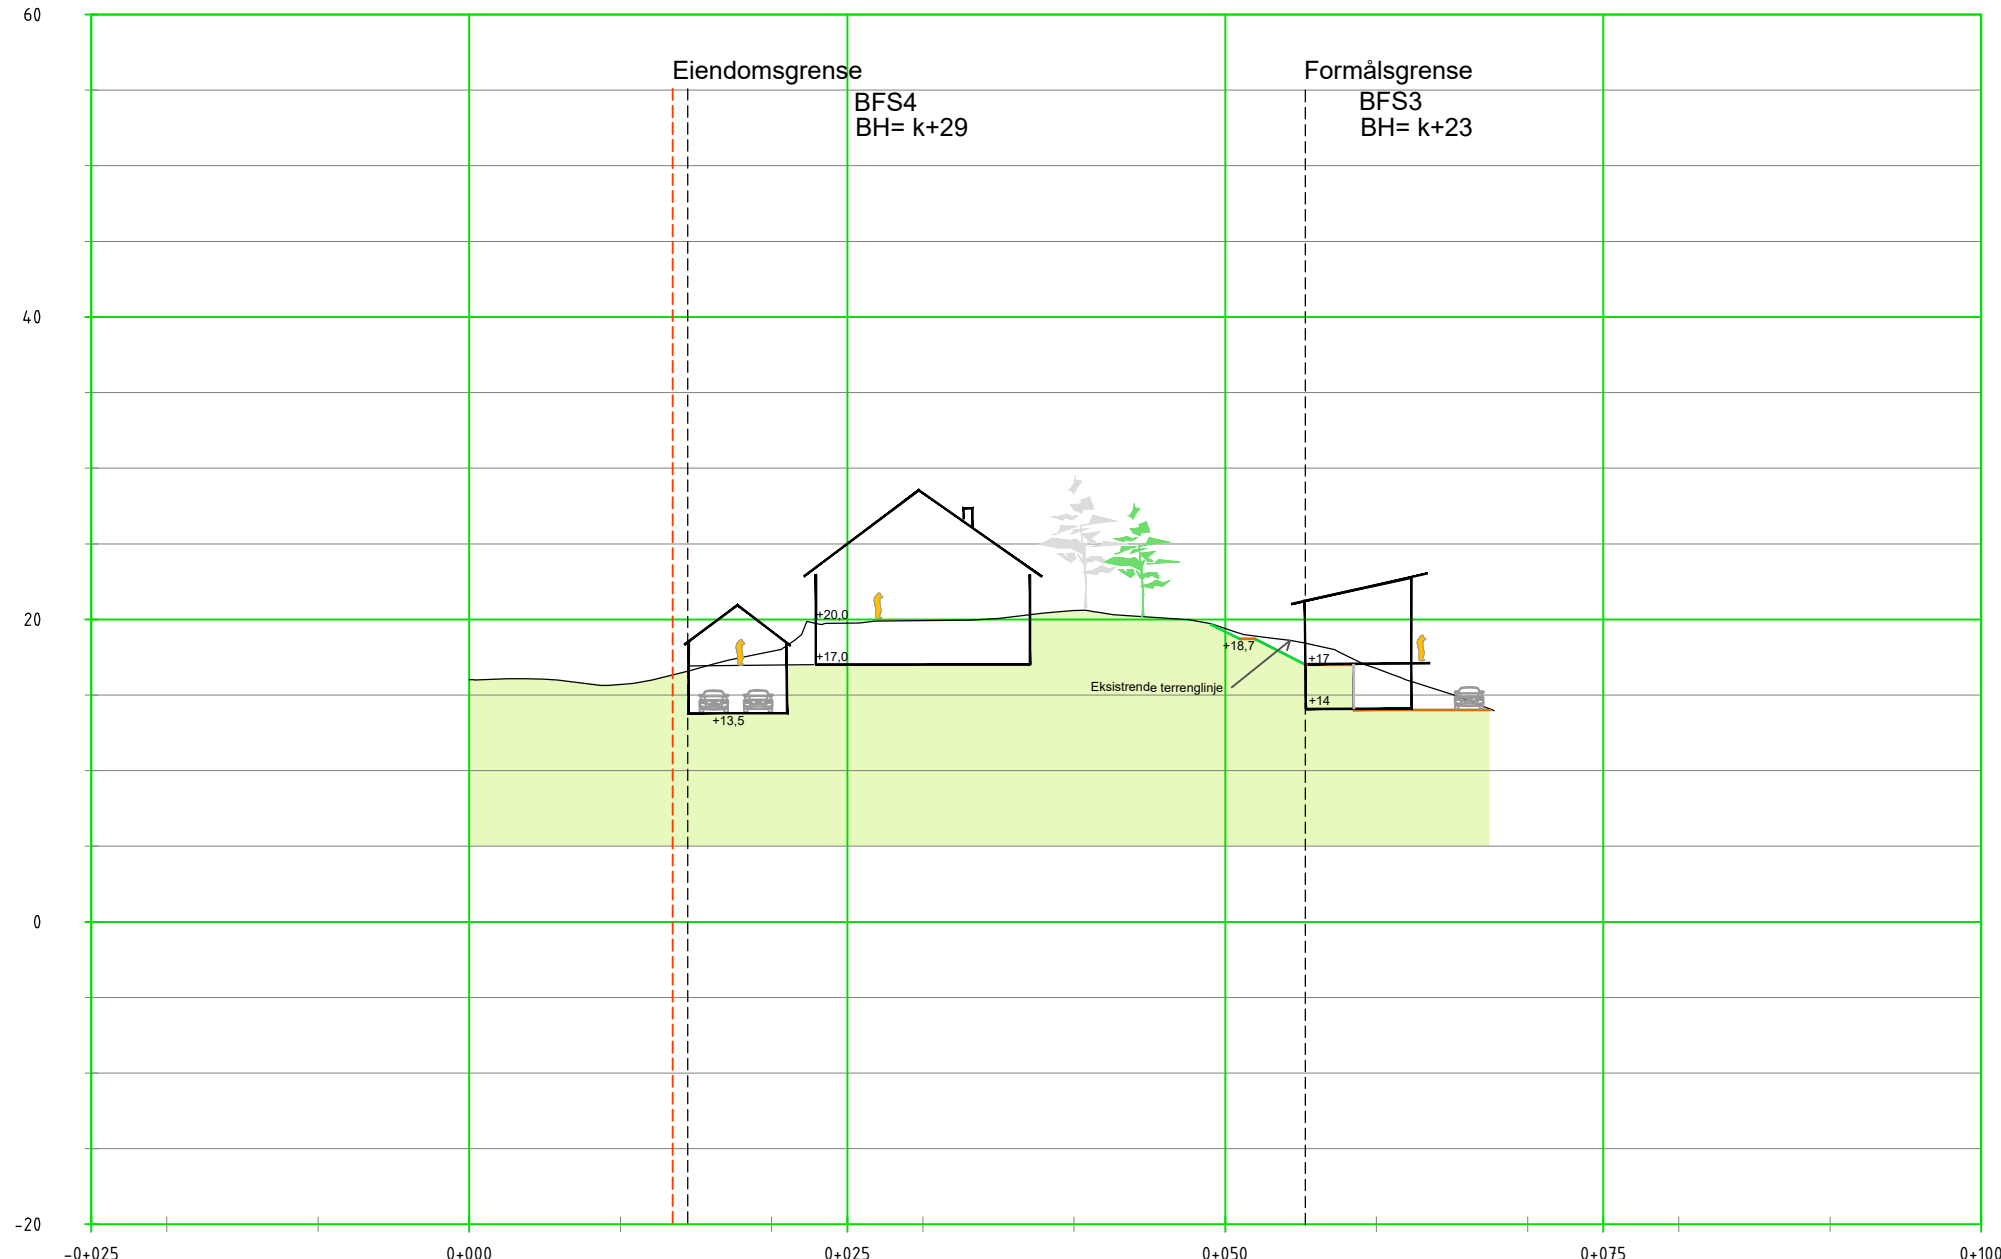 60
Eiendomsgrense
BFS4
BH= k+29
Formålsgrense
BFS3
BH= k+23
40
20
+20,0
+17,0
+18,7
+17
Eksistrende terrenglinje
+14
+13,5
0
-20
-0+025
0+000
0+025
0+050
0+075
0+100